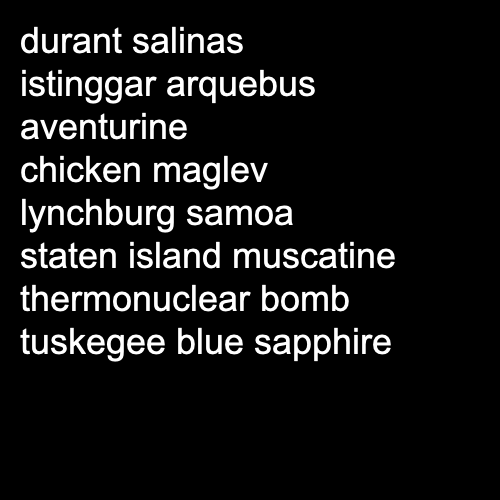 durant salinas
istinggar arquebus
aventurine
chicken maglev
lynchburg samoa
staten island muscatine
thermonuclear bomb
tuskegee blue sapphire